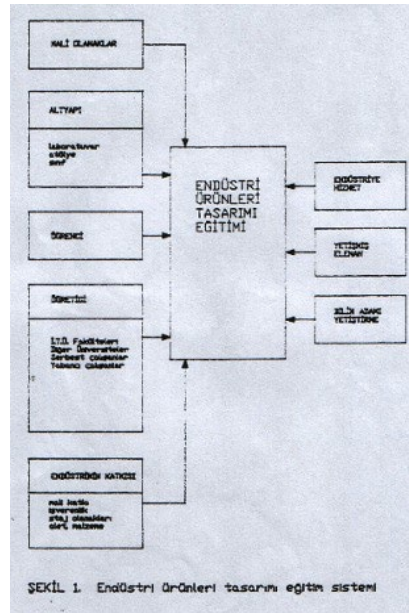 MALİ OLANAKLAR
ALTYAPI
laboratuvar
atölye
sınıf
ÖĞRENCİ
ÖĞRETİCİ
İ.T.Ü. Fakülteleri
Diğer Üniversiteler
Serbest çalışanlar
Yabancı çalışanlar
ENDÜSTRİNİN KATKISI
mali katkı
işverenlik
staj olanakları
alet, malzeme
ENDÜSTRİ
ÜRÜNLERİ
TASARIMI
EĞİTİMİ
ENDÜSTRİYE
HİZMET
YETİŞMİŞ
ELEMAN
BİLİM ADAMI
YETİŞTİRME
ŞEKİL 1. Endüstri ürünleri tasarımı eğitim sistemi